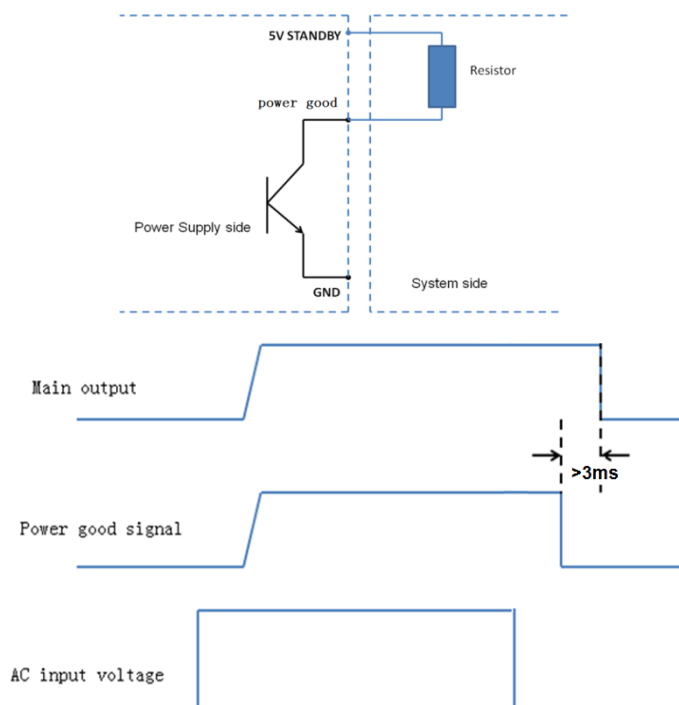 5V STANDBY
Resistor
power good
Power Supply side
System side
GND
Main output
>3ms
Power good signal
AC input voltage